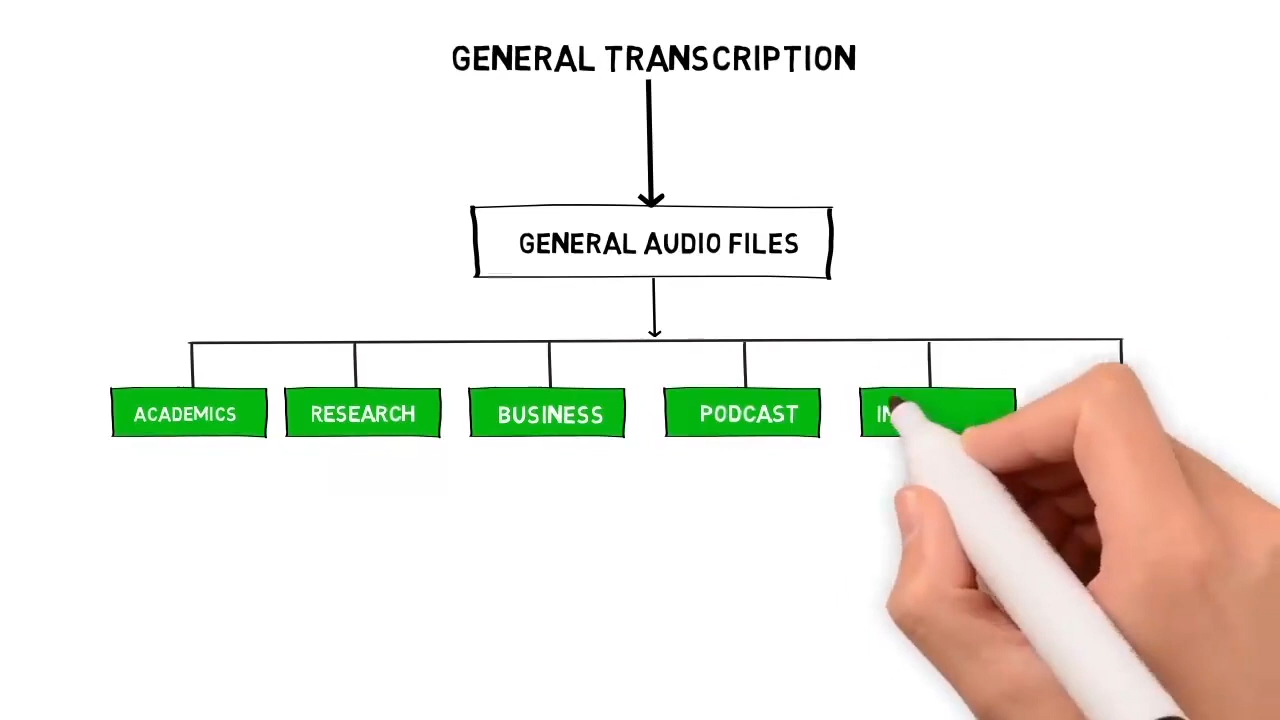 GENERAL TRANSCRIPTION
GENERAL AUDIO FILES
ACADEMICS
RESEARCH
BUSINESS
PODCAST